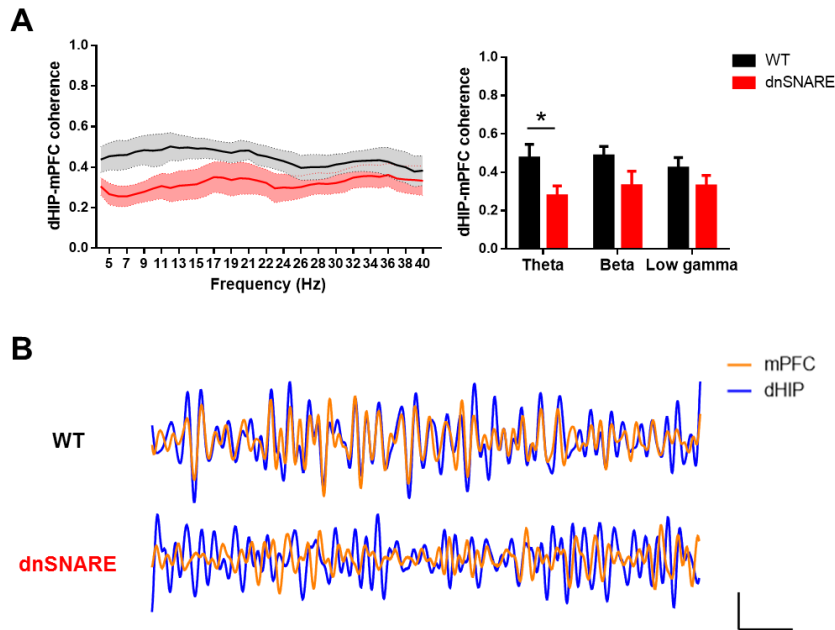 A
dHIP-mPFC coherence
1.0
0.8
0.6
0.4
0.2
0.0
5 7 9 11 13 15 17 19 21 22 24 26 28 30 32 34 36 38 40
Frequency (Hz)
dHIP-mPFC coherence
1.0
0.8
0.6
0.4
0.2
0.0
*
Theta Beta Low gamma
WT
dnSNARE
B
mPFC
dHIP
WT
dnSNARE